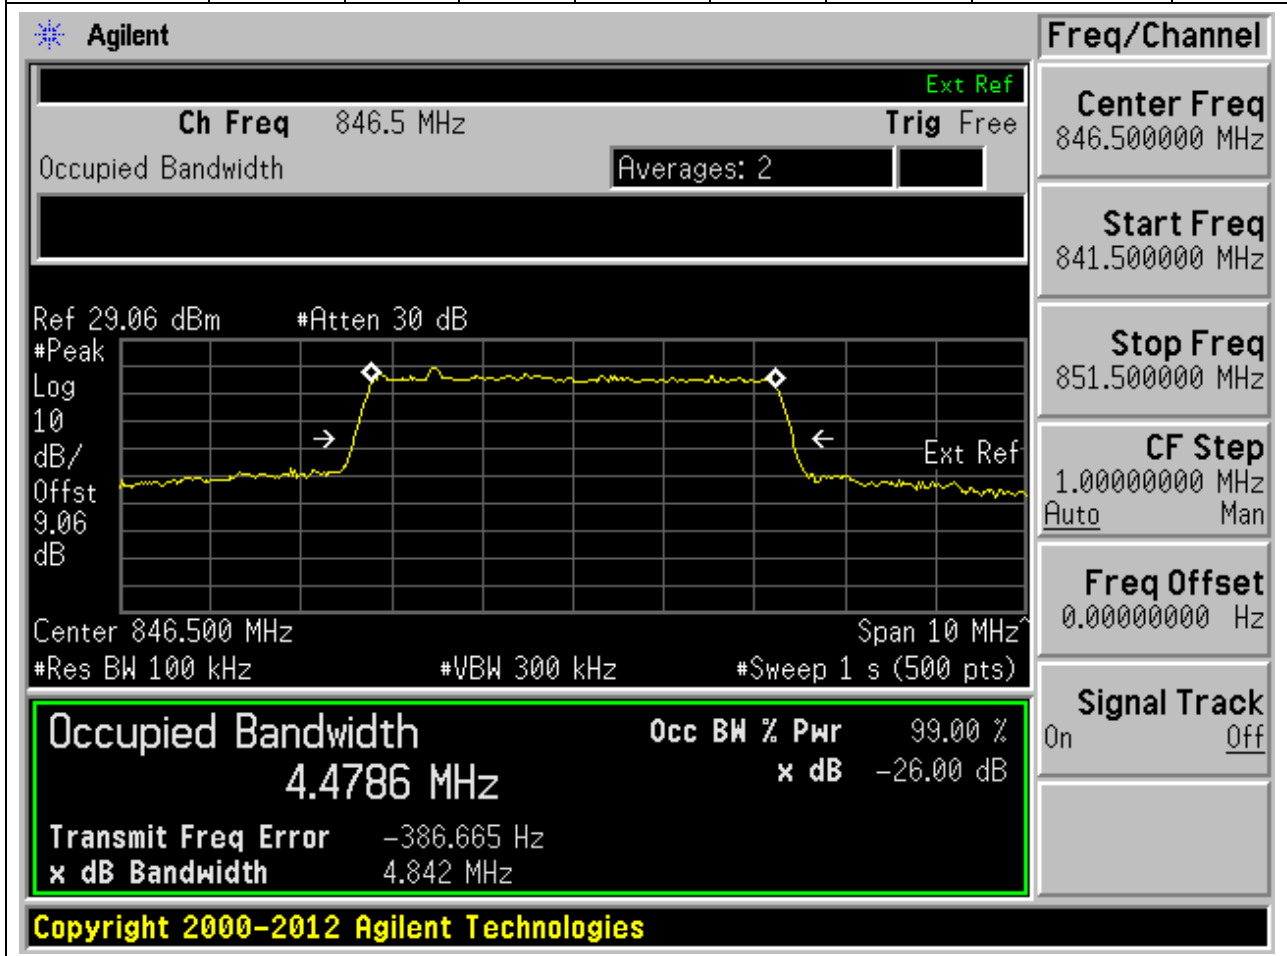 Agilent
Freq/Channel
Ext Ref
Ch Freq 846.5 MHz Trig Free
Occupied Bandwidth Averages: 2
Center Freq
846.500000 MHz
Start Freq
841.500000 MHz
Stop Freq
851.500000 MHz
CF Step
1.00000000 MHz
Auto Man
Freq Offset
0.00000000 Hz
Signal Track
On Off
Ref 29.06 dBm #Atten 30 dB
#Peak
Log
10
dB/
Offst
9.06
dB
Ext Ref
Center 846.500 MHz Span 10 MHz^
#Res BW 100 kHz #VBW 300 kHz #Sweep 1 s (500 pts)
Occupied Bandwidth
4.4786 MHz
Occ BW % Pwr 99.00 %
x dB -26.00 dB
Transmit Freq Error -386.665 Hz
x dB Bandwidth 4.842 MHz
Copyright 2000-2012 Agilent Technologies